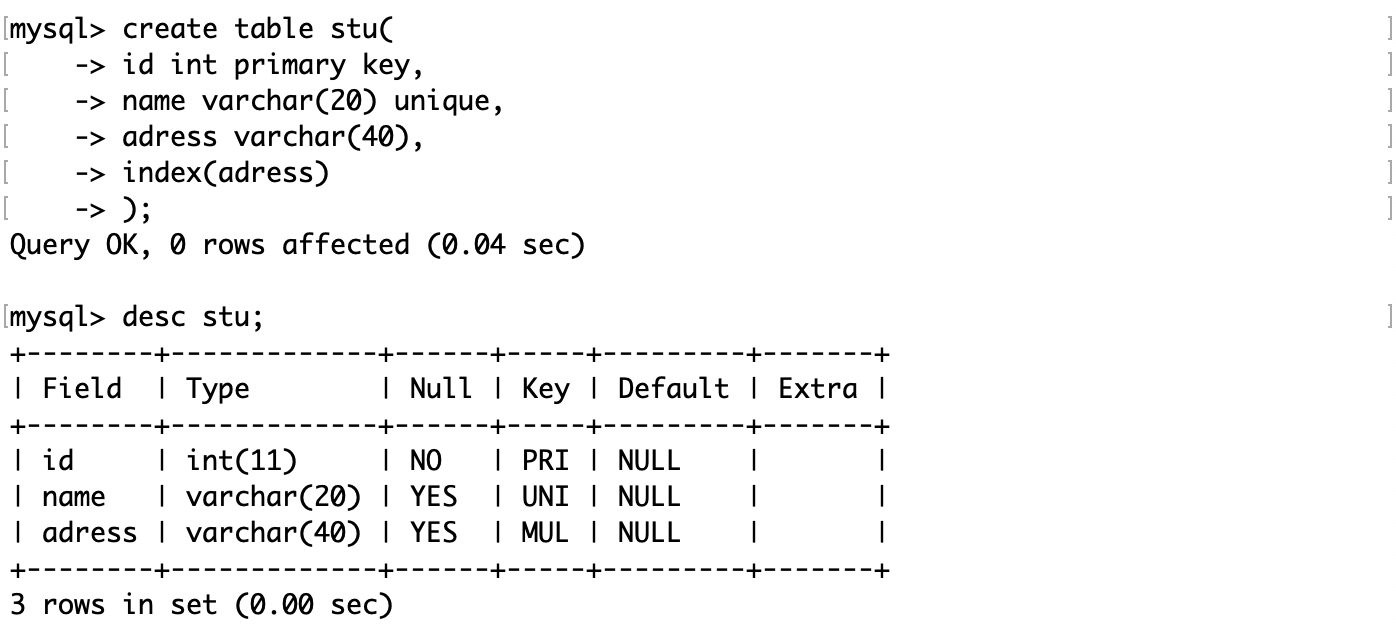 [mysql> create table stu( ]
[    -> id int primary key, ]
[    -> name varchar(20) unique, ]
[    -> adress varchar(40), ]
[    -> index(adress) ]
[    -> ); ]
Query OK, 0 rows affected (0.04 sec)
[mysql> desc stu; ]
+--------+-------------+------+-----+---------+-------+
| Field  | Type        | Null | Key | Default | Extra |
+--------+-------------+------+-----+---------+-------+
| id     | int(11)     | NO   | PRI | NULL    |       |
| name   | varchar(20) | YES  | UNI | NULL    |       |
| adress | varchar(40) | YES  | MUL | NULL    |       |
+--------+-------------+------+-----+---------+-------+
3 rows in set (0.00 sec)